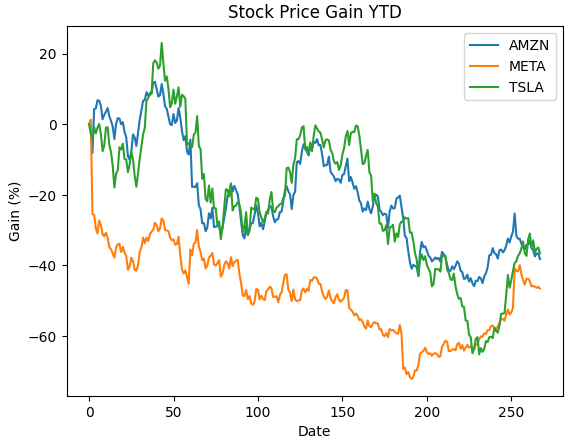 Stock Price Gain YTD
AMZN
META
TSLA
20
0
−20
−40
−60
Gain (%)
0
50
100
150
200
250
Date